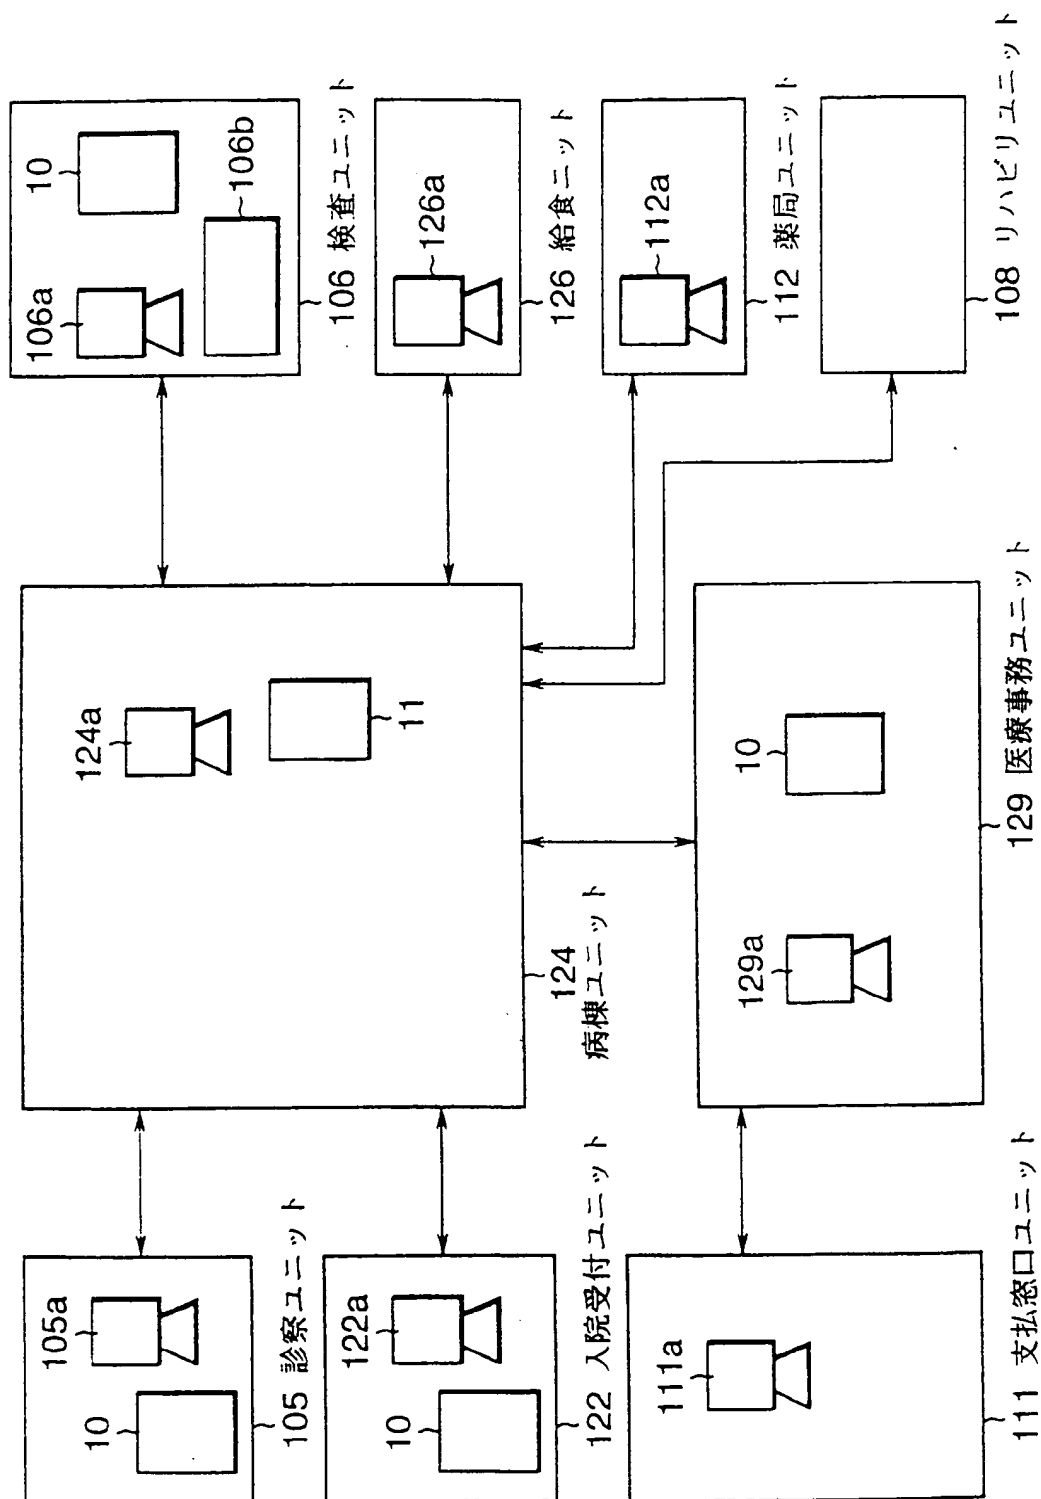 105a
10
105 診察ユニット
122a
10
122 入院受付ユニット
111a
111 支払窓口ユニット
124a
11
124
病棟ユニット
129a
10
129 医療事務ユニット
10
106a
106b
106 検査ユニット
126a
126 給食ニット
112a
112 薬局ユニット
108 リハビリユニット